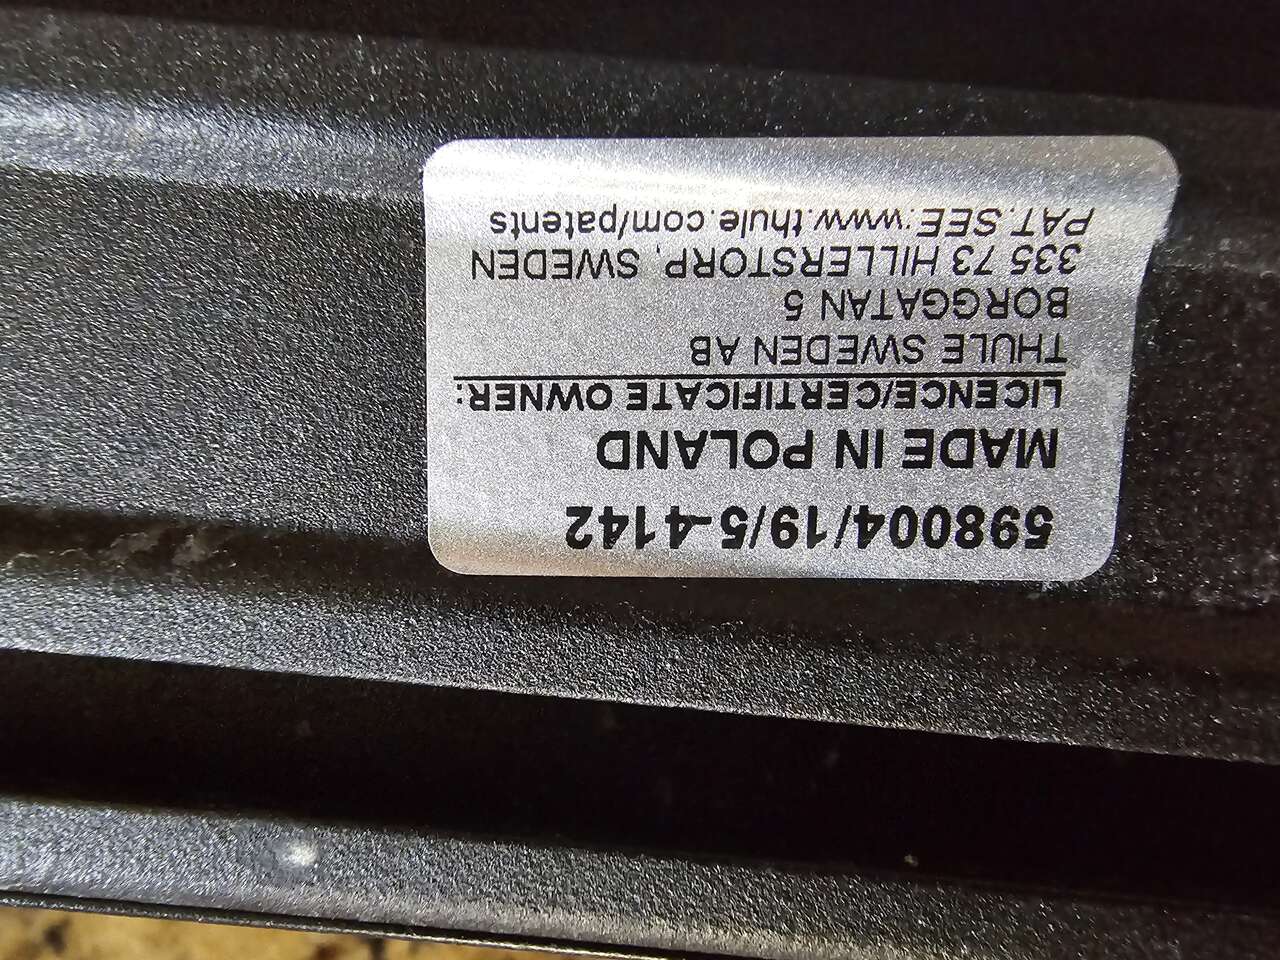 598004/19/5-4142
MADE IN POLAND
LICENCE/CERTIFICATE OWNER:
THULE SWEDEN AB
BORGGATAN 5
335 73 HILLERSTORP, SWEDEN
PAT.SEE:www.thule.com/patents